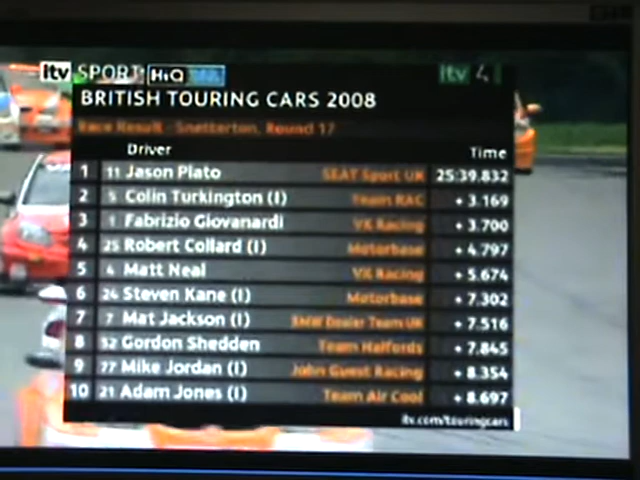 itv SPORT HiQ
itv 4
BRITISH TOURING CARS 2008
Race Result - Snetterton, Round 17
Driver Time
1 11 Jason Plato SEAT Sport UK 25:39.832
2 5 Colin Turkington (I) Team RAC + 3.169
3 1 Fabrizio Giovanardi VX Racing + 3.700
4 25 Robert Collard (I) Motorbase + 4.797
5 4 Matt Neal VX Racing + 5.674
6 24 Steven Kane (I) Motorbase + 7.302
7 7 Mat Jackson (I) BMW Dealer Team UK + 7.516
8 52 Gordon Shedden Team Halfords + 7.845
9 77 Mike Jordan (I) John Guest Racing + 8.354
10 21 Adam Jones (I) Team Air Cool + 8.697
itv.com/touringcars